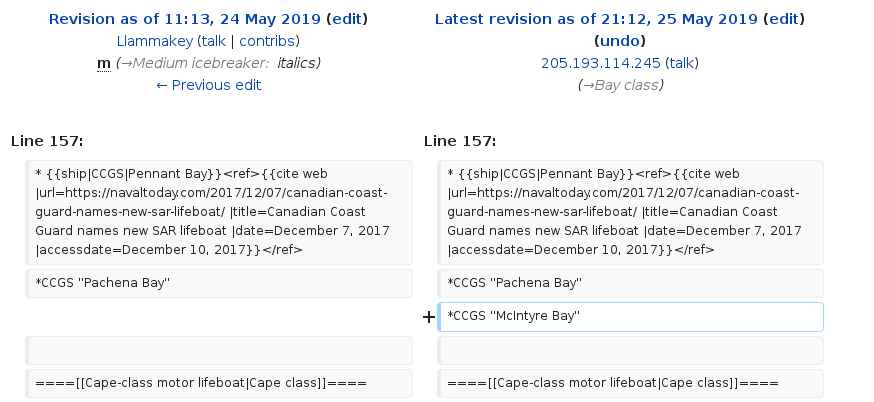 Revision as of 11:13, 24 May 2019 (edit)
Llammakey (talk | contribs)
m (→Medium icebreaker: italics)
← Previous edit
Latest revision as of 21:12, 25 May 2019 (edit)
(undo)
205.193.114.245 (talk)
(→Bay class)
Line 157:
Line 157:
* {{ship|CCGS|Pennant Bay}}<ref>{{cite web
|url=https://navaltoday.com/2017/12/07/canadian-coast-
guard-names-new-sar-lifeboat/ |title=Canadian Coast
Guard names new SAR lifeboat |date=December 7, 2017
|accessdate=December 10, 2017}}</ref>
* {{ship|CCGS|Pennant Bay}}<ref>{{cite web
|url=https://navaltoday.com/2017/12/07/canadian-coast-
guard-names-new-sar-lifeboat/ |title=Canadian Coast
Guard names new SAR lifeboat |date=December 7, 2017
|accessdate=December 10, 2017}}</ref>
*CCGS "Pachena Bay"
*CCGS "Pachena Bay"
+ *CCGS "McIntyre Bay"
====[[Cape-class motor lifeboat|Cape class]]====
====[[Cape-class motor lifeboat|Cape class]]====